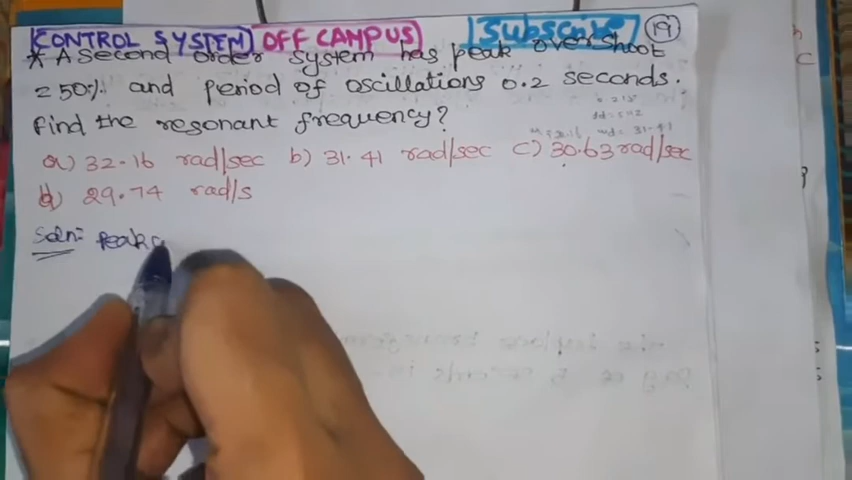 CONTROL SYSTEM OFF CAMPUS Subscribe 19
* A Second order system has peak overshoot
= 50% and period of oscillations 0.2 seconds.
find the resonant frequency?
a) 32.16 rad/sec b) 31.41 rad/sec c) 30.63 rad/sec
d) 29.74 rad/s
Soln: Peak